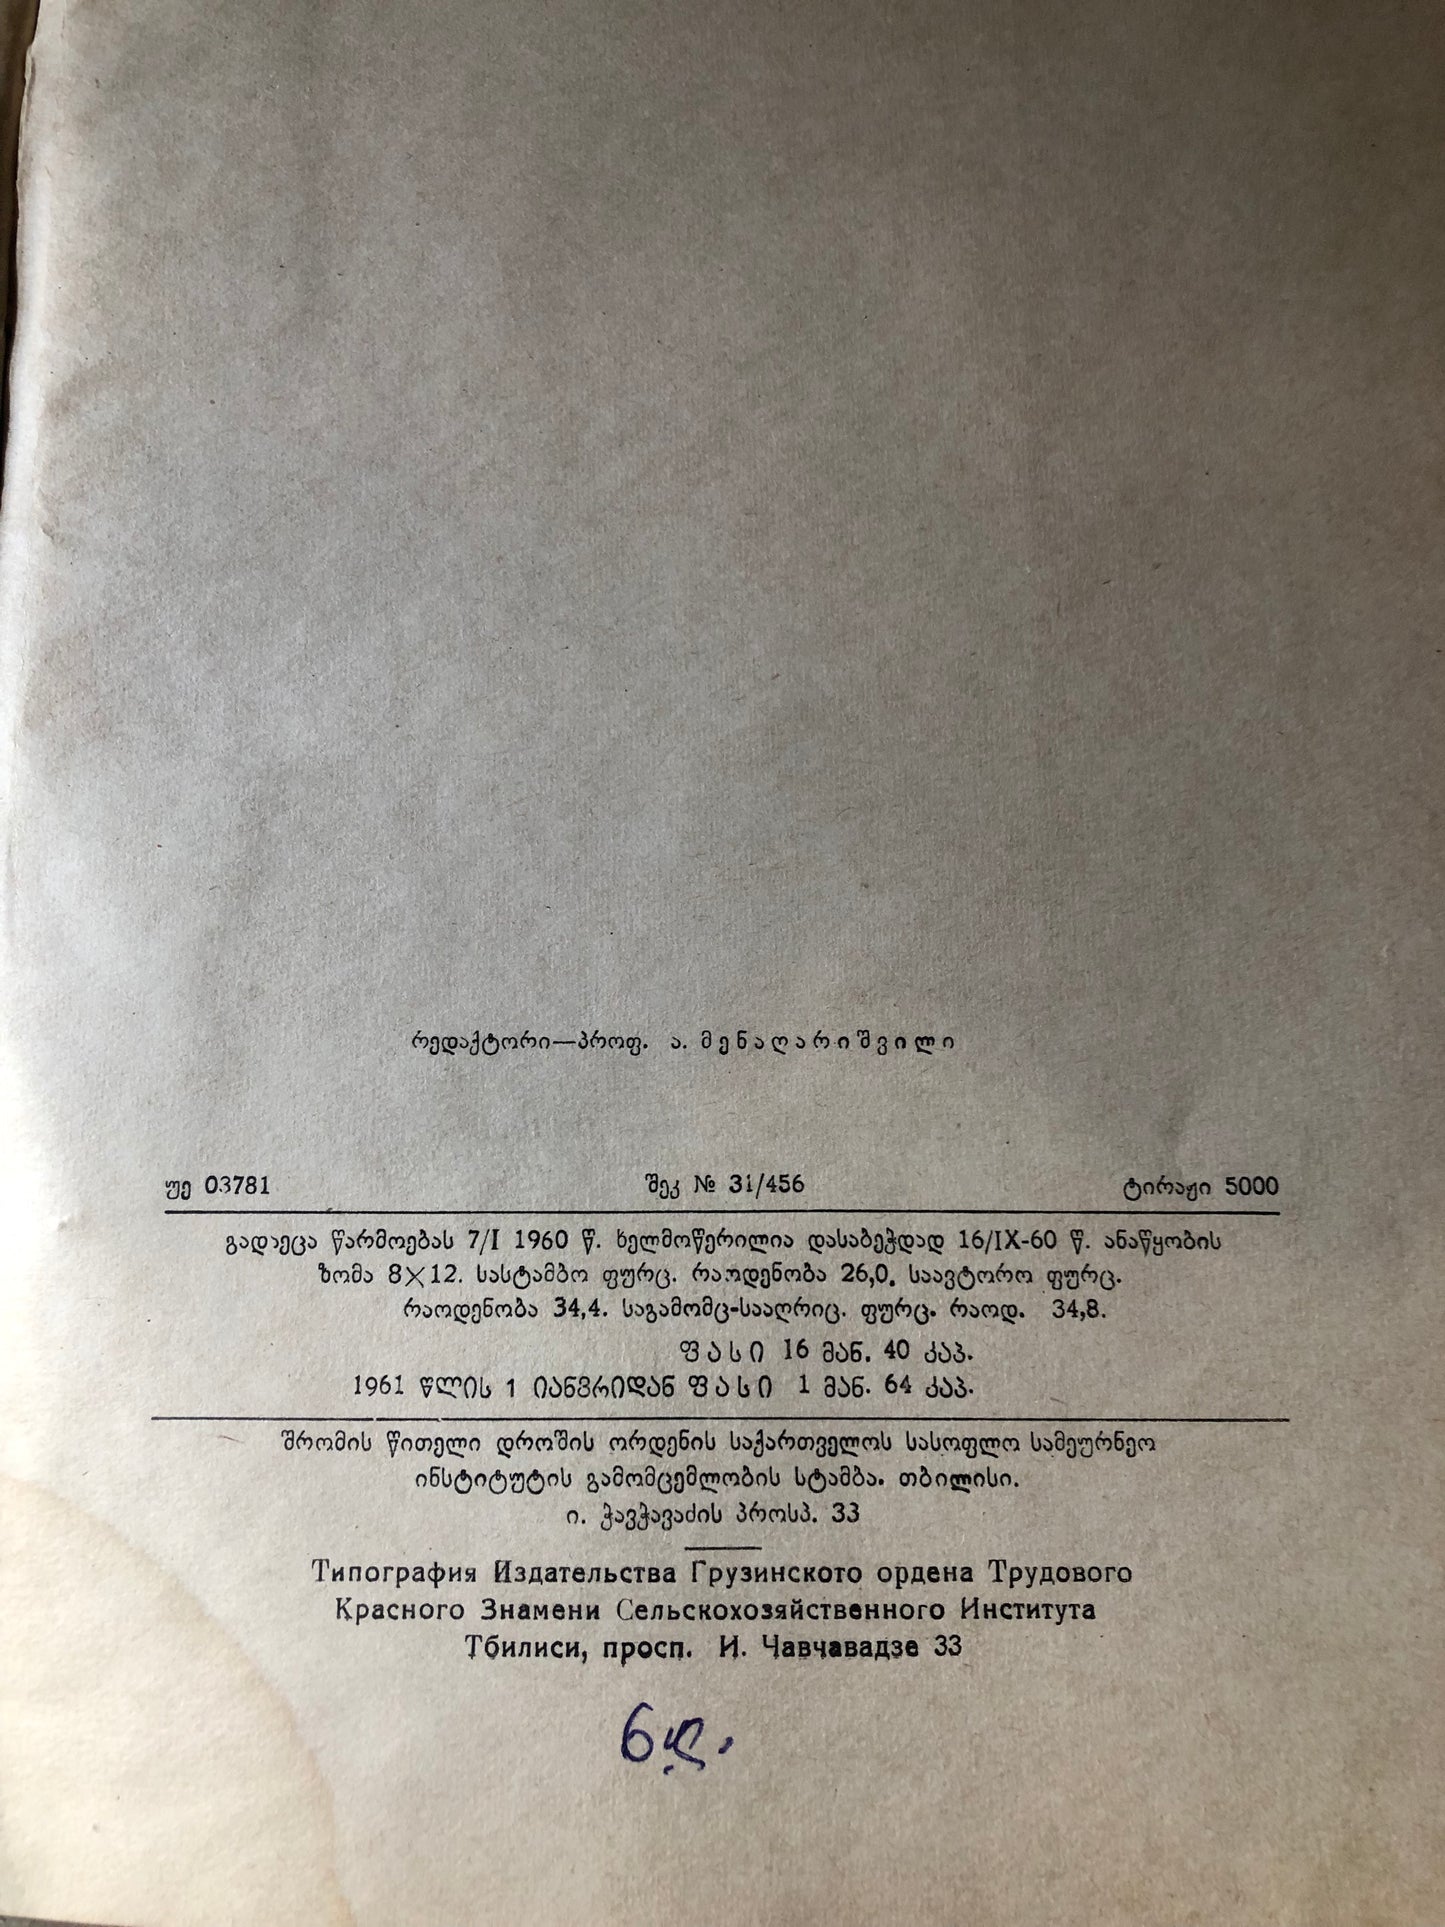 რედაქტორი—პროფ. ა. მენაღარიშვილი
უე 03781 შეკ № 31/456 ტირაჟი 5000
გადაეცა წარმოებას 7/I 1960 წ. ხელმოწერილია დასაბეჭდად 16/IX-60 წ. ანაწყობის
ზომა 8×12. სასტამბო ფურც. რაოდენობა 26,0. საავტორო ფურც.
რაოდენობა 34,4. საგამომც-სააღრიც. ფურც. რაოდ. 34,8.
ფასი 16 მან. 40 კაპ.
1961 წლის 1 იანვრიდან ფასი 1 მან. 64 კაპ.
შრომის წითელი დროშის ორდენის საქართველოს სასოფლო სამეურნეო
ინსტიტუტის გამომცემლობის სტამბა. თბილისი.
ი. ჭავჭავაძის პროსპ. 33
Типография Издательства Грузинского ордена Трудового
Красного Знамени Сельскохозяйственного Института
Тбилиси, просп. И. Чавчавадзе 33